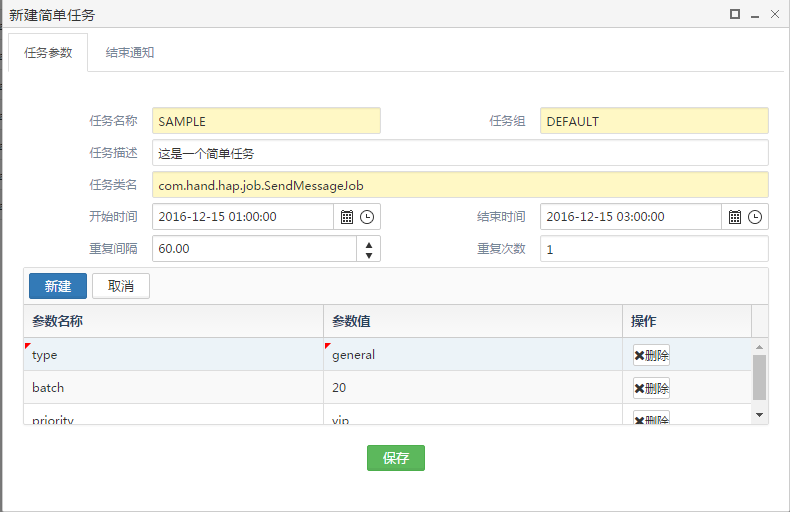 新建简单任务
任务参数 结束通知
任务名称 SAMPLE 任务组 DEFAULT
任务描述 这是一个简单任务
任务类名 com.hand.hap.job.SendMessageJob
开始时间 2016-12-15 01:00:00 结束时间 2016-12-15 03:00:00
重复间隔 60.00 重复次数 1
新建 取消
参数名称 参数值 操作
type general 删除
batch 20 删除
priority vip 删除
保存